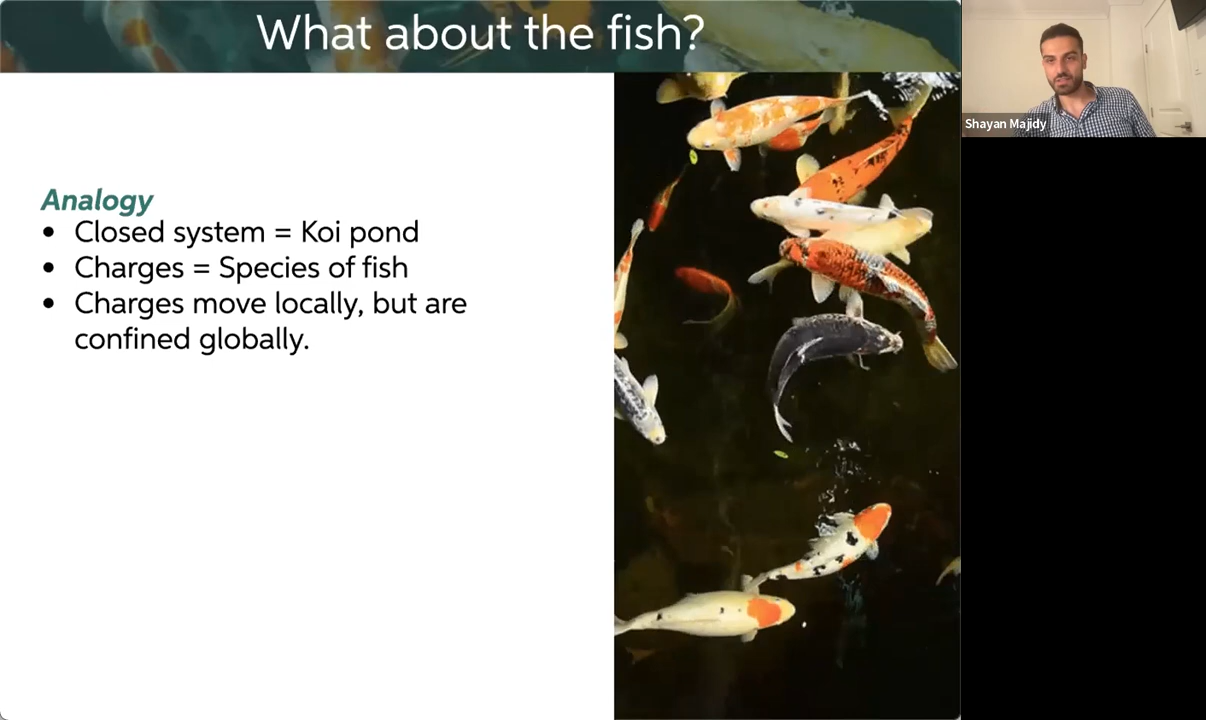 What about the fish?
Shayan Majidy
Analogy
• Closed system = Koi pond
• Charges = Species of fish
• Charges move locally, but are
confined globally.